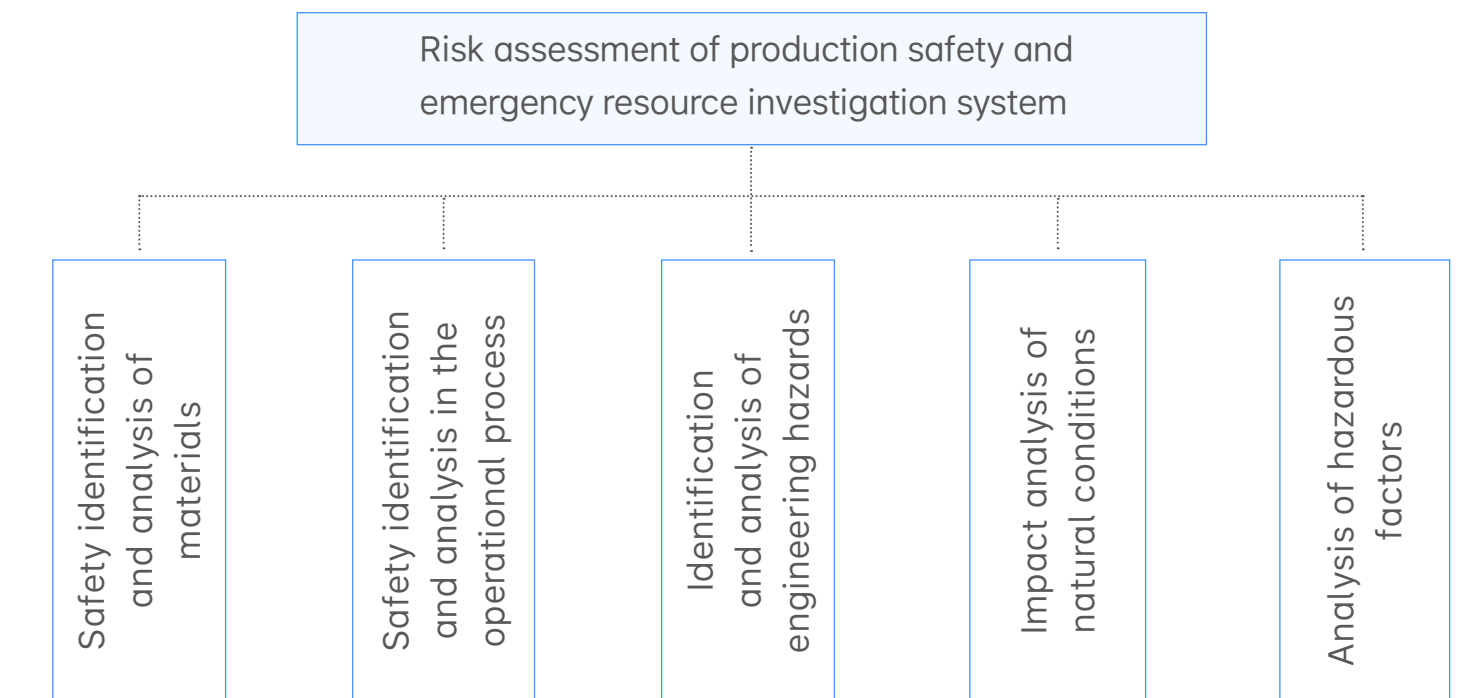 Risk assessment of production safety and
emergency resource investigation system
Safety identification
and analysis of
materials
Safety identification
and analysis in the
operational process
Identification
and analysis of
engineering hazards
Impact analysis of
natural conditions
Analysis of hazardous
factors